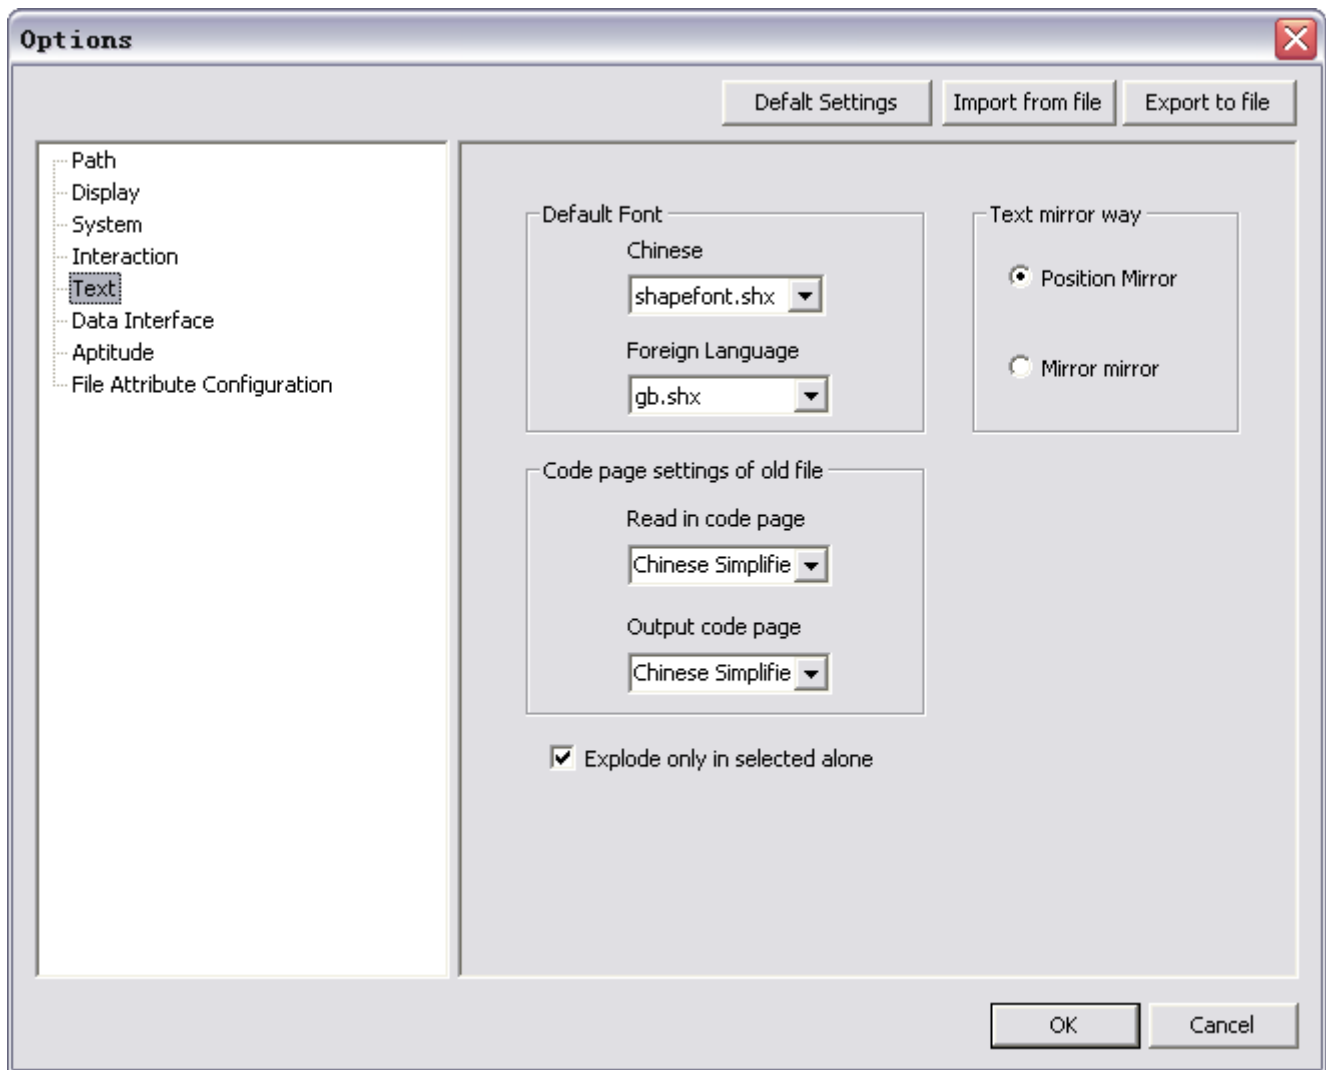 Options
Defalt Settings
Import from file
Export to file
Path
Display
System
Interaction
Text
Data Interface
Aptitude
File Attribute Configuration
Default Font
Chinese
shapefont.shx
Foreign Language
gb.shx
Text mirror way
Position Mirror
Mirror mirror
Code page settings of old file
Read in code page
Chinese Simplifie
Output code page
Chinese Simplifie
Explode only in selected alone
OK
Cancel